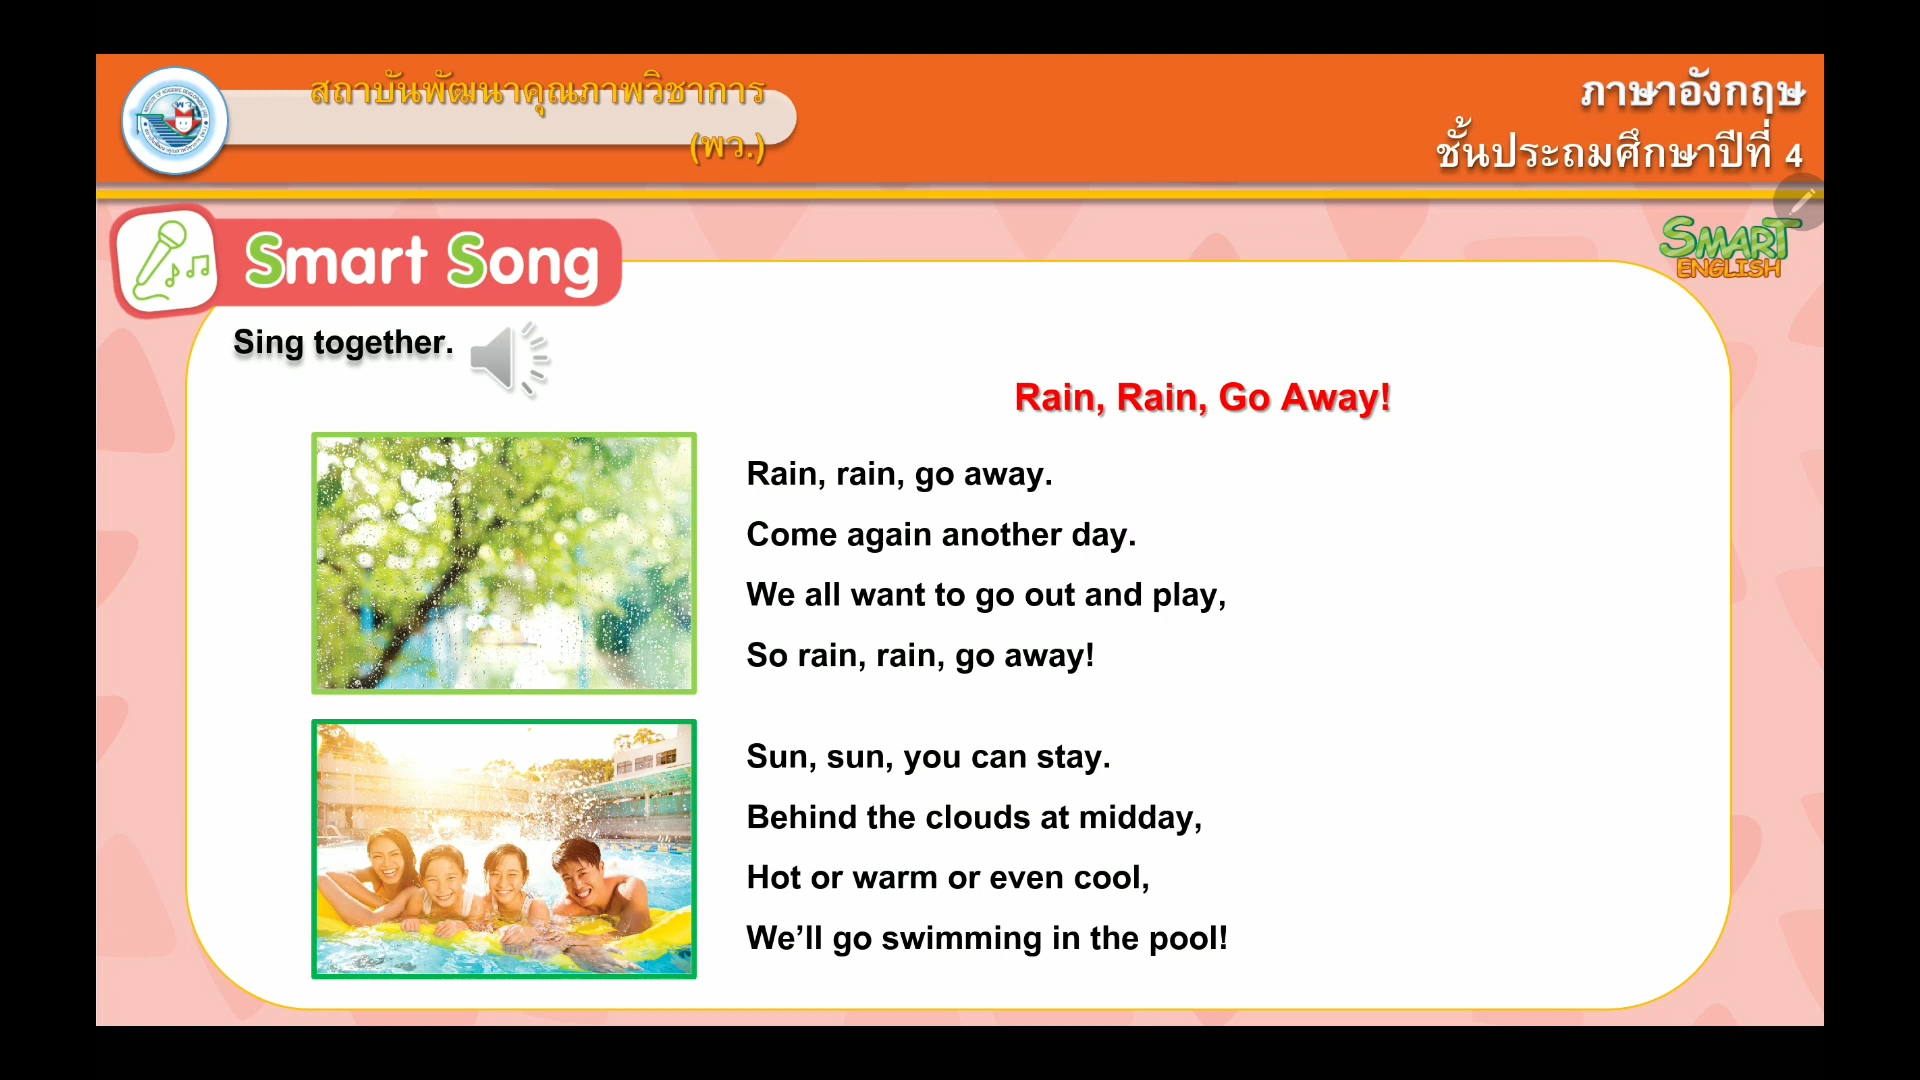 สถาบันพัฒนาคุณภาพวิชาการ
(พว.)
ภาษาอังกฤษ
ชั้นประถมศึกษาปีที่ 4
Smart Song
SMART
ENGLISH
Sing together.
Rain, Rain, Go Away!
Rain, rain, go away.
Come again another day.
We all want to go out and play,
So rain, rain, go away!
Sun, sun, you can stay.
Behind the clouds at midday,
Hot or warm or even cool,
We’ll go swimming in the pool!